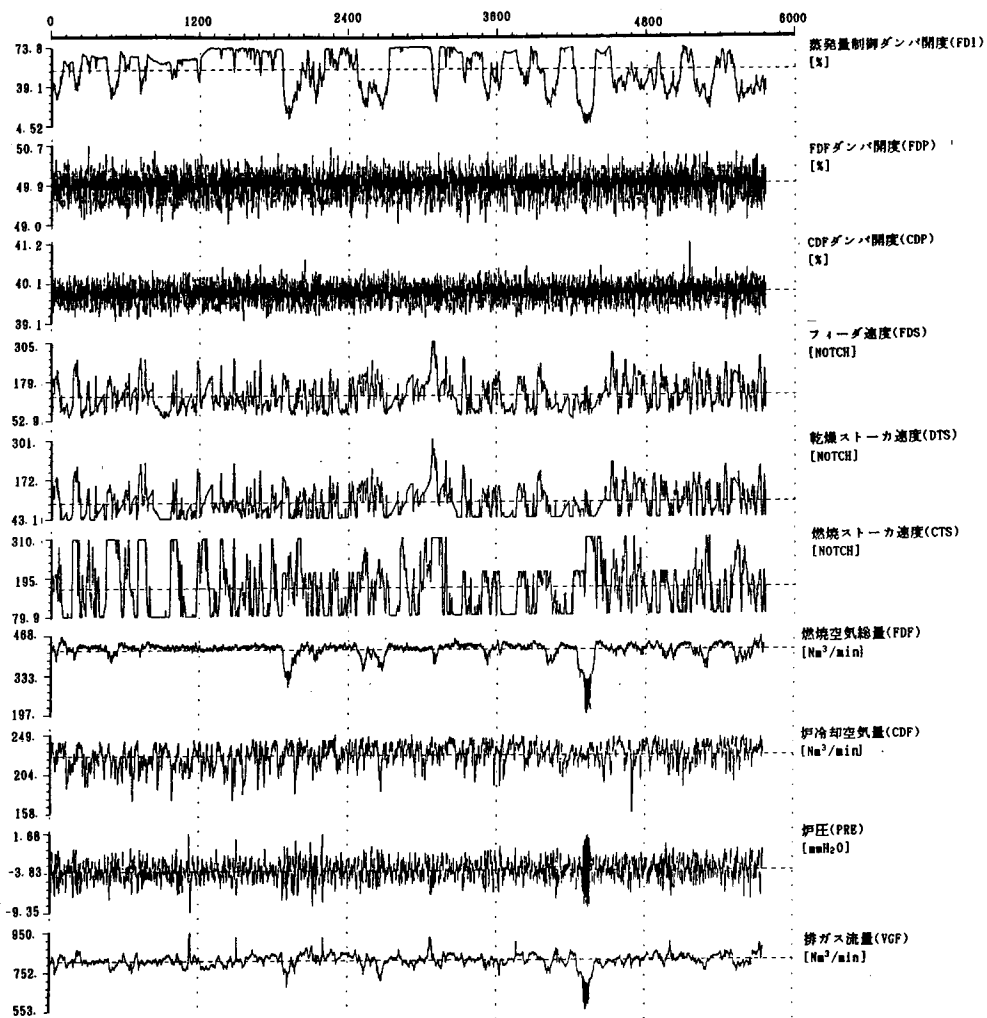 0 1200 2400 3600 4800 6000
73.8
39.1
4.52
蒸発量制御ダンパ開度(FDI)
[%]
50.7
49.9
49.0
FDFダンパ開度(FDP)
[%]
41.2
40.1
39.1
CDFダンパ開度(CDP)
[%]
305.
179.
52.9
フィーダ速度(FDS)
[NOTCH]
301.
172.
43.1
乾燥ストーカ速度(DTS)
[NOTCH]
310.
195.
79.9
燃焼ストーカ速度(CTS)
[NOTCH]
468.
333.
197.
燃焼空気総量(FDF)
[Nm³/min]
249.
204.
158.
炉冷却空気量(CDF)
[Nm³/min]
1.68
-3.83
-9.35
炉圧(PRE)
[mmH₂O]
850.
752.
553.
排ガス流量(VGF)
[Nm³/min]